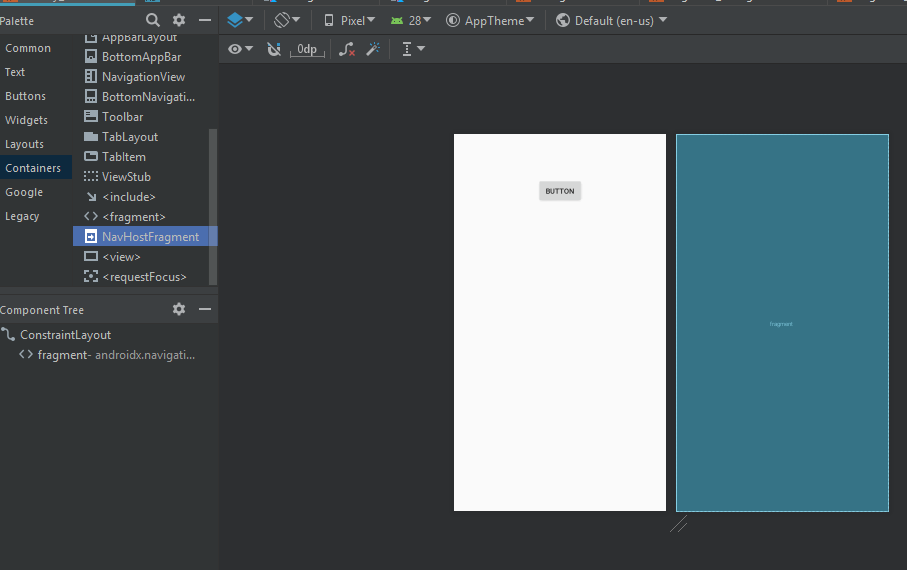 Palette
Pixel
28
AppTheme
Default (en-us)
0dp
Common
Text
Buttons
Widgets
Layouts
Containers
Google
Legacy
AppBarLayout
BottomAppBar
NavigationView
BottomNavigati...
Toolbar
TabLayout
TabItem
ViewStub
<include>
<fragment>
NavHostFragment
<view>
<requestFocus>
Component Tree
ConstraintLayout
fragment- androidx.navigati...
BUTTON
fragment